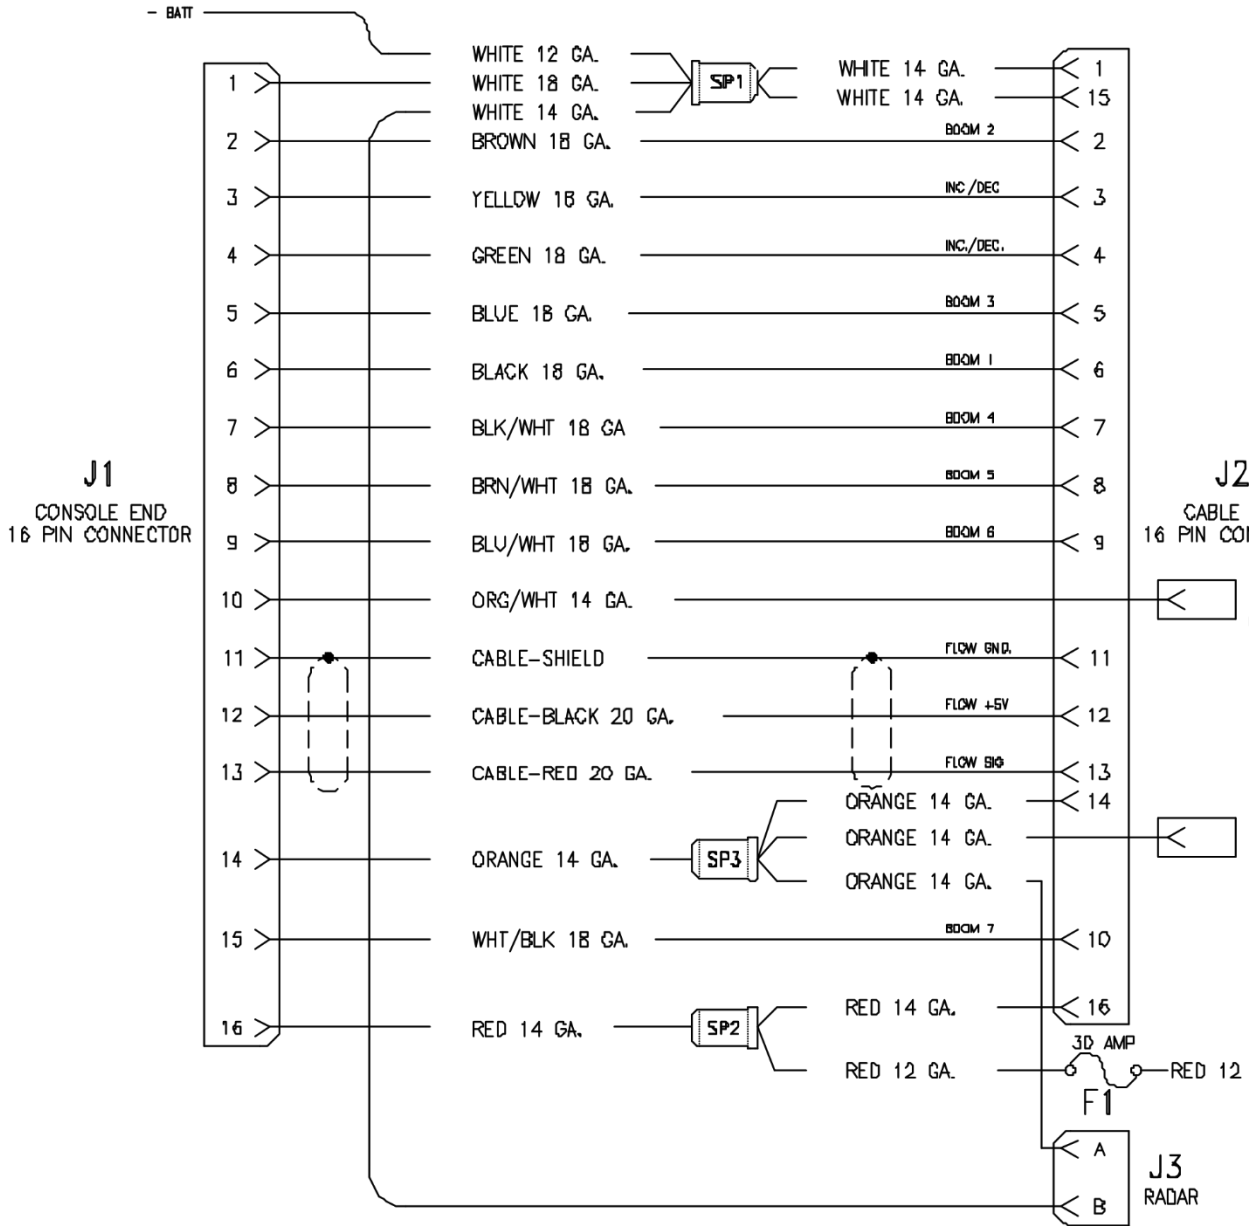 - BATT
WHITE 12 GA.
1 WHITE 18 GA. SP1 WHITE 14 GA. 1
WHITE 14 GA. WHITE 14 GA. 15
2 BROWN 18 GA. BOOM 2 2
3 YELLOW 18 GA. INC/DEC 3
4 GREEN 18 GA. INC./DEC. 4
5 BLUE 18 GA. BOOM 3 5
6 BLACK 18 GA. BOOM 1 6
7 BLK/WHT 18 GA BOOM 4 7
J1
CONSOLE END
16 PIN CONNECTOR
8 BRN/WHT 18 GA. BOOM 5 8
J2
CABLE
16 PIN
9 BLU/WHT 18 GA. BOOM 6 9
10 ORG/WHT 14 GA.
11 CABLE-SHIELD FLOW GND. 11
12 CABLE-BLACK 20 GA. FLOW +5V 12
13 CABLE-RED 20 GA. FLOW SIG 13
ORANGE 14 GA. 14
ORANGE 14 GA.
14 ORANGE 14 GA. SP3
ORANGE 14 GA.
15 WHT/BLK 18 GA. BOOM 7 10
RED 14 GA. 16
16 RED 14 GA. SP2
30 AMP
RED 12 GA. RED 12
F1
A
J3
RADAR
B